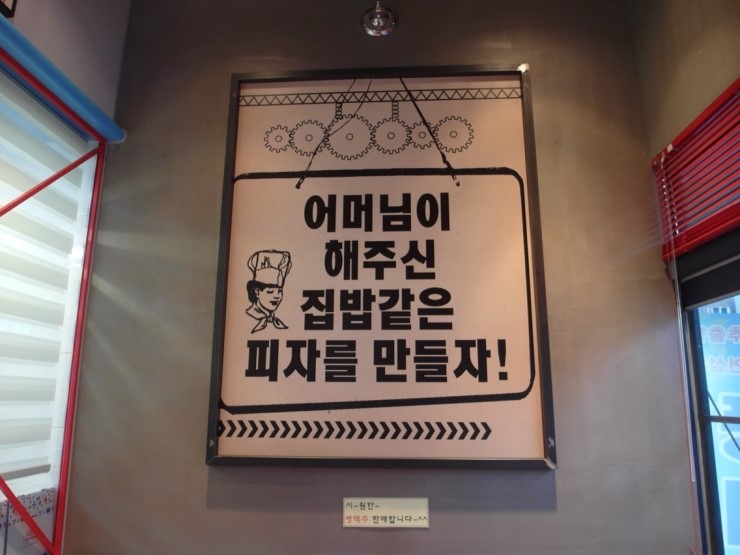 어머님이
해주신
집밥같은
피자를 만들자!
시~원한~
병맥주 판매합니다~^^